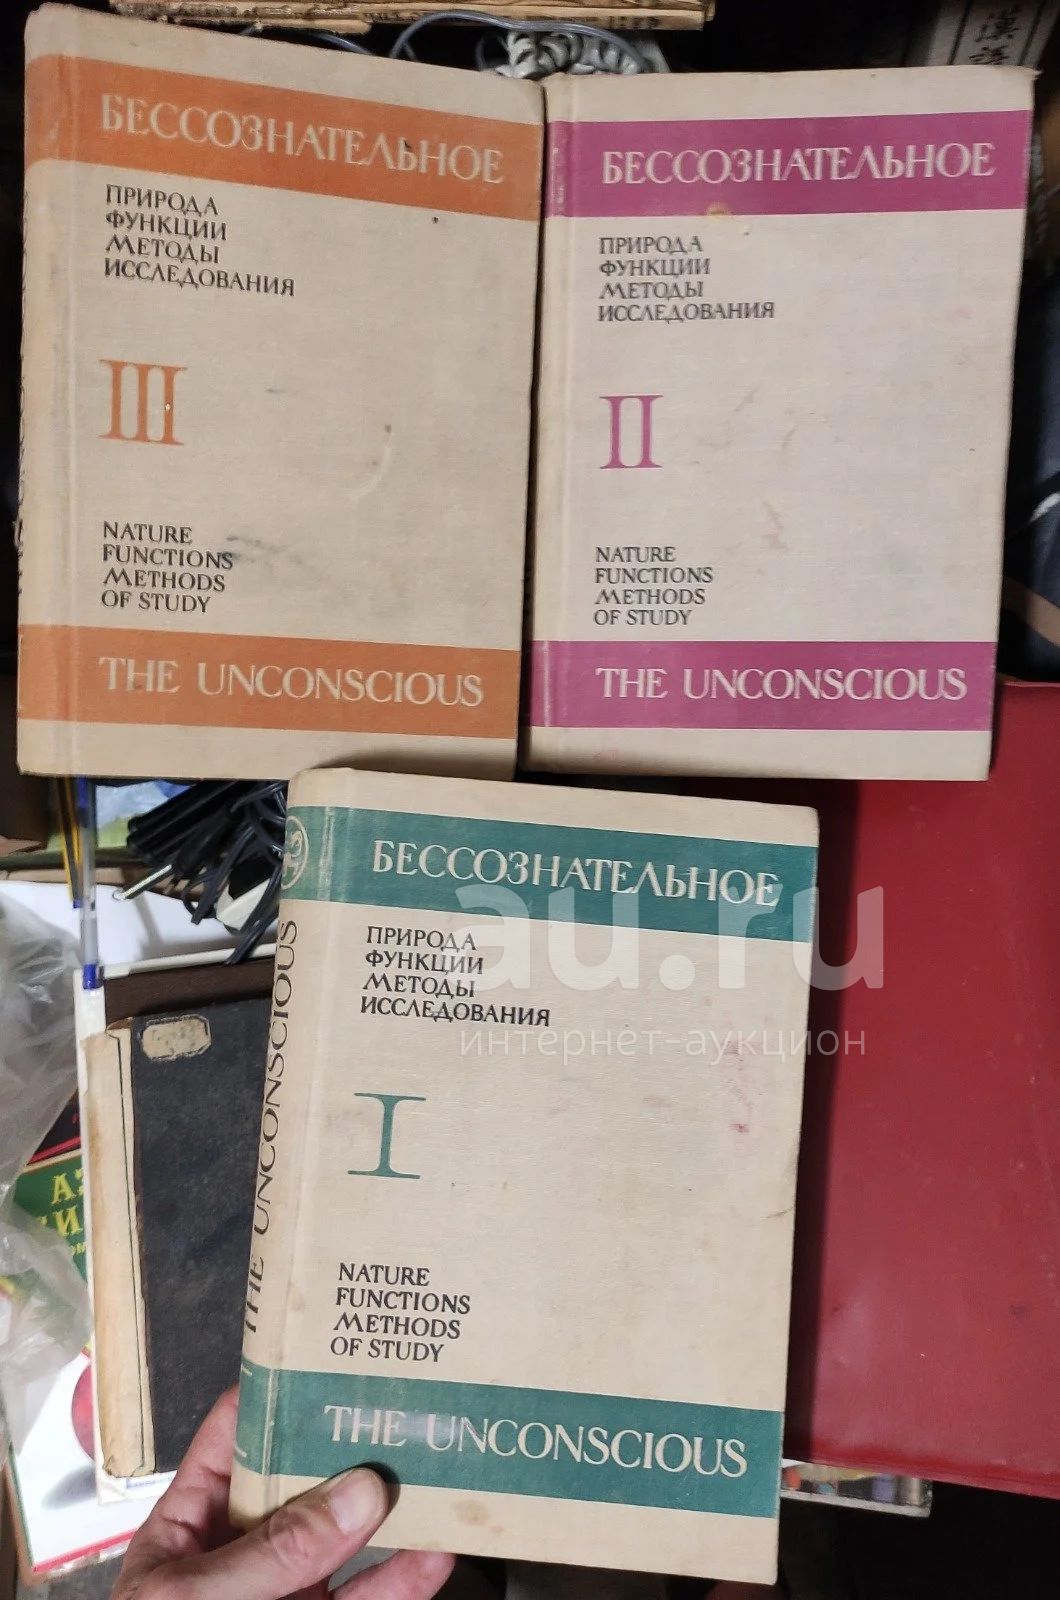 БЕССОЗНАТЕЛЬНОЕ
ПРИРОДА
ФУНКЦИИ
МЕТОДЫ
ИССЛЕДОВАНИЯ
III
NATURE
FUNCTIONS
METHODS
OF STUDY
THE UNCONSCIOUS
БЕССОЗНАТЕЛЬНОЕ
ПРИРОДА
ФУНКЦИИ
МЕТОДЫ
ИССЛЕДОВАНИЯ
II
NATURE
FUNCTIONS
METHODS
OF STUDY
THE UNCONSCIOUS
БЕССОЗНАТЕЛЬНОЕ
ПРИРОДА
ФУНКЦИИ
МЕТОДЫ
ИССЛЕДОВАНИЯ
I
NATURE
FUNCTIONS
METHODS
OF STUDY
THE UNCONSCIOUS
THE UNCONSCIOUS
au.ru
интернет-аукцион